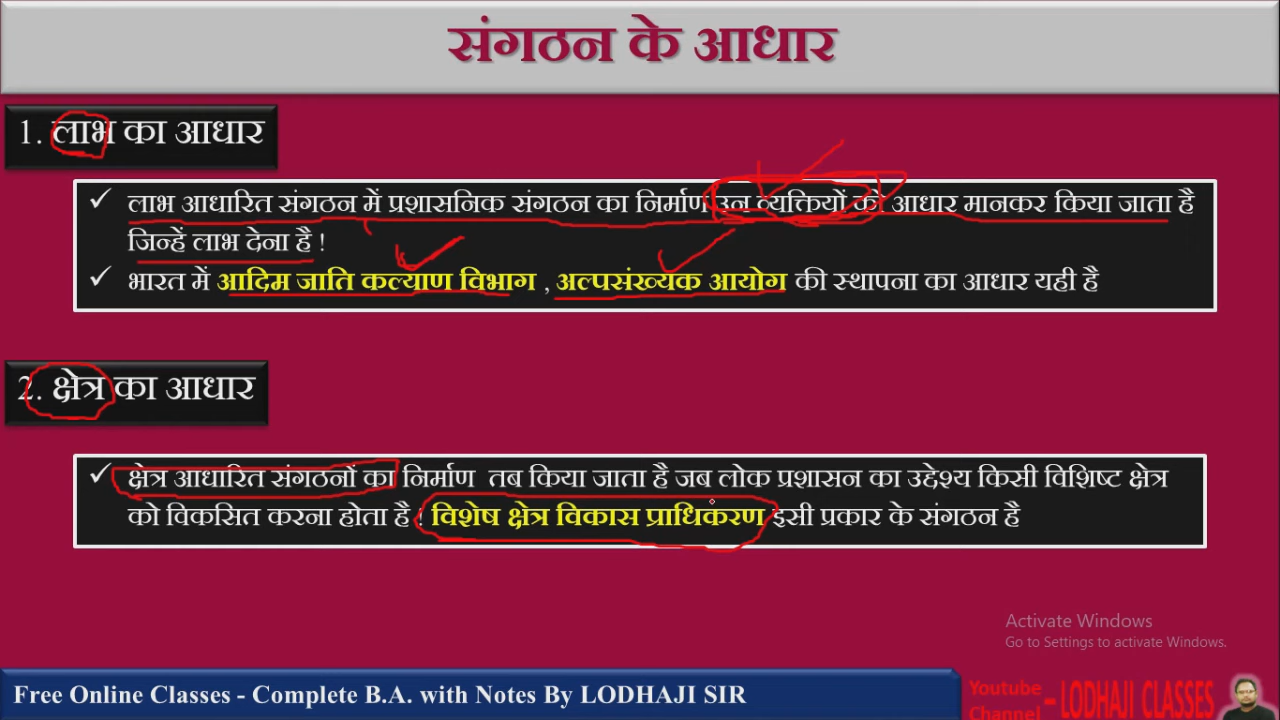 संगठन के आधार
1. लाभ का आधार
✓ लाभ आधारित संगठन में प्रशासनिक संगठन का निर्माण उन व्यक्तियों को आधार मानकर किया जाता है
जिन्हें लाभ देना है !
✓ भारत में आदिम जाति कल्याण विभाग , अल्पसंख्यक आयोग की स्थापना का आधार यही है
2. क्षेत्र का आधार
✓ क्षेत्र आधारित संगठनों का निर्माण तब किया जाता है जब लोक प्रशासन का उद्देश्य किसी विशिष्ट क्षेत्र
को विकसित करना होता है ! विशेष क्षेत्र विकास प्राधिकरण इसी प्रकार के संगठन है
Activate Windows
Go to Settings to activate Windows.
Free Online Classes - Complete B.A. with Notes By LODHAJI SIR
Youtube Channel – LODHAJI CLASSES